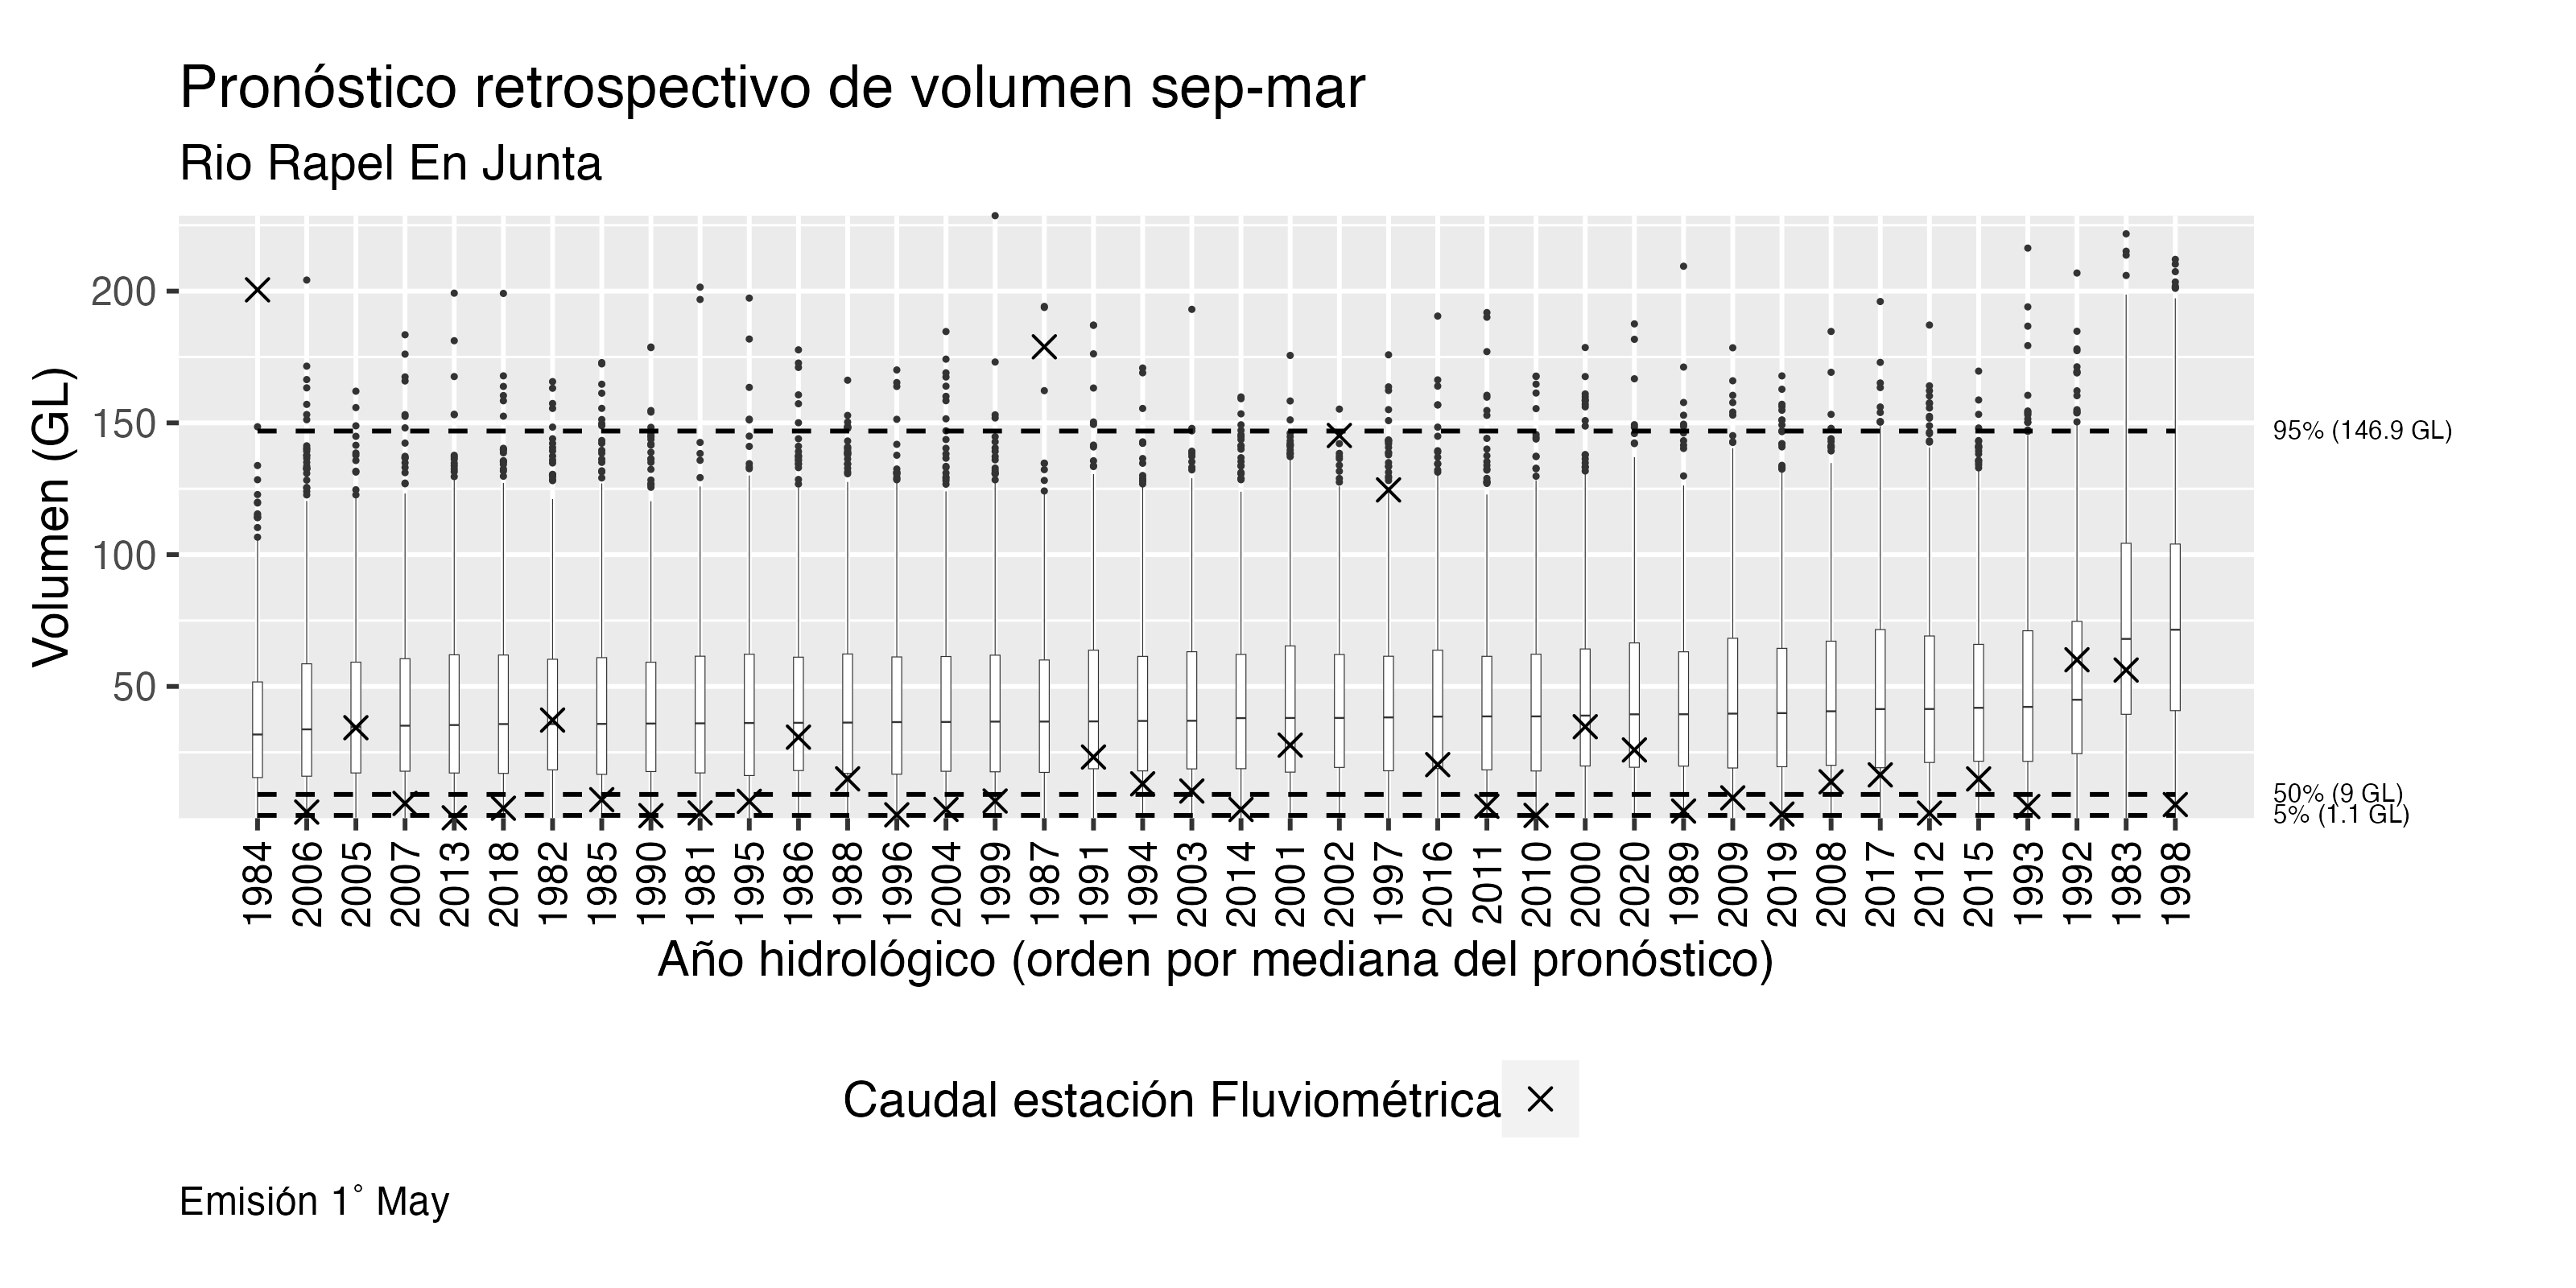 Pronóstico retrospectivo de volumen sep-mar
Rio Rapel En Junta
Volumen (GL)
200
150
100
50
95% (146.9 GL)
50% (9 GL)
5% (1.1 GL)
1984 2006 2005 2007 2013 2018 1982 1985 1990 1981 1995 1986 1988 1996 2004 1999 1987 1991 1994 2003 2014 2001 2002 1997 2016 2011 2010 2000 2020 1989 2009 2019 2008 2017 2012 2015 1993 1992 1983 1998
Año hidrológico (orden por mediana del pronóstico)
Caudal estación Fluviométrica
Emisión 1° May